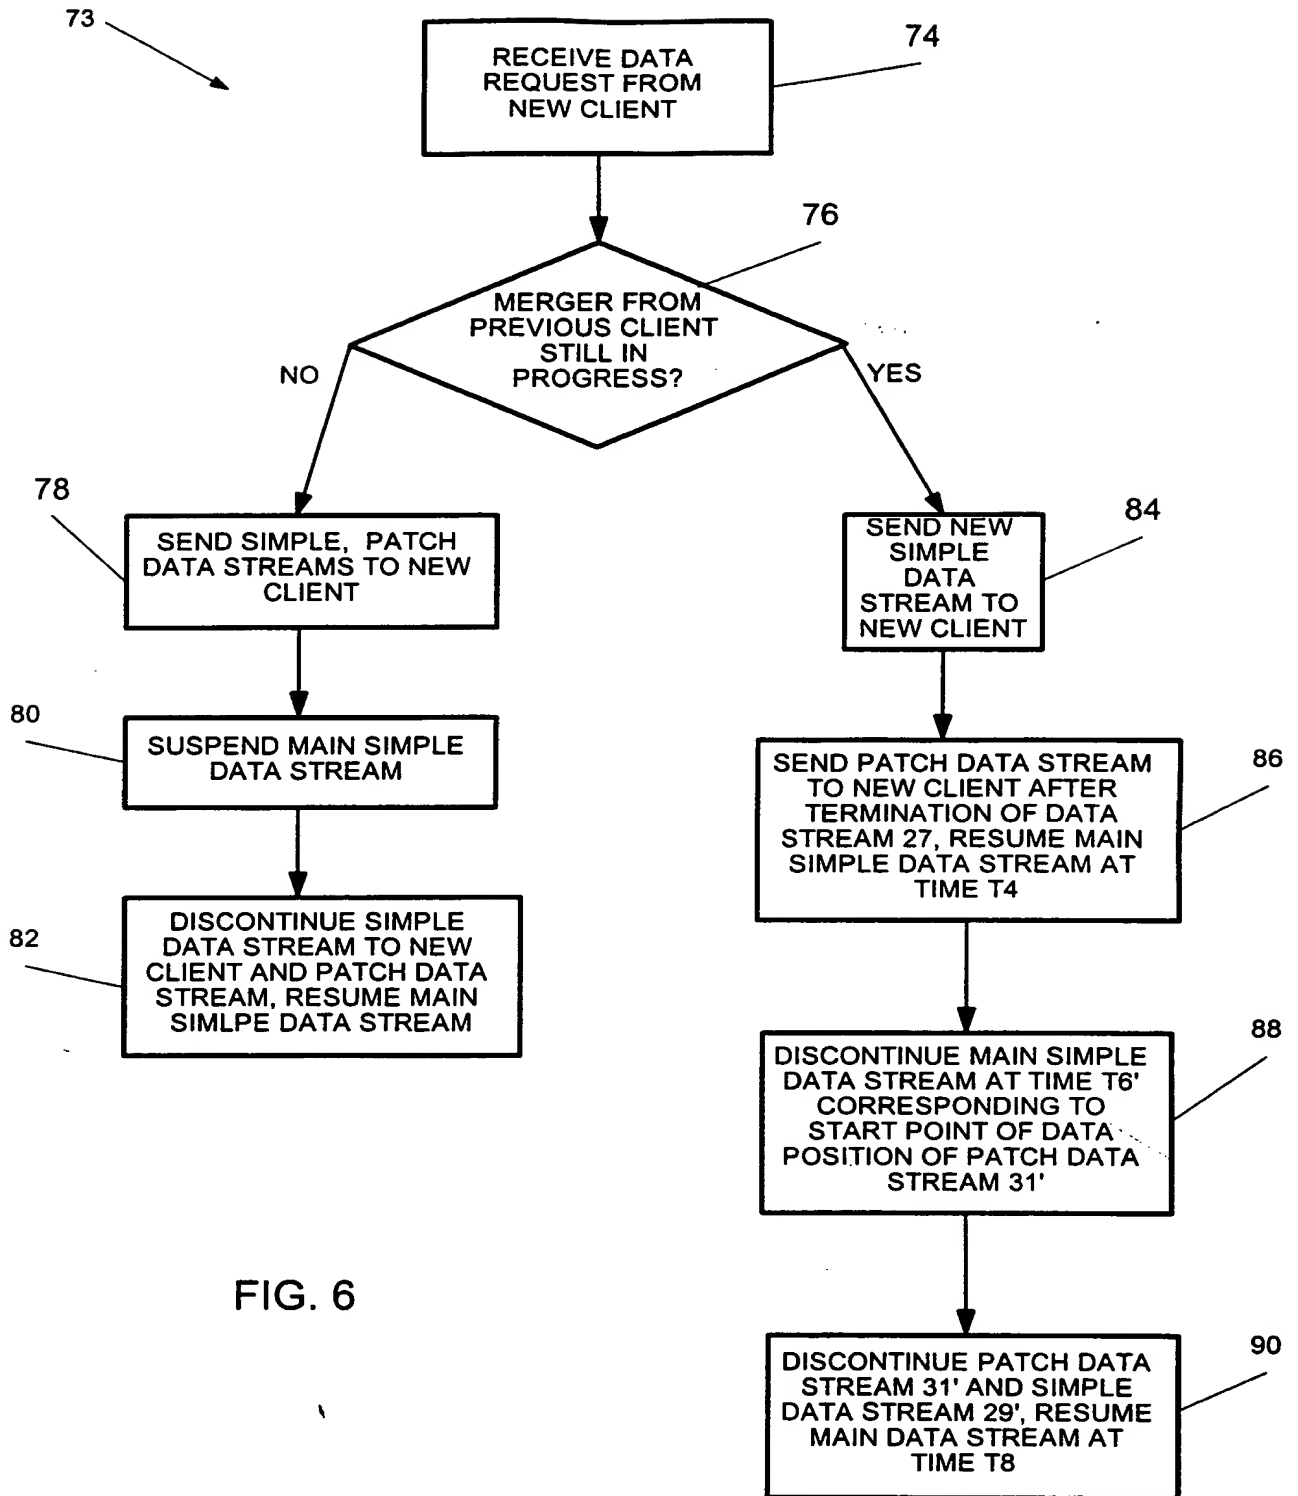 73
74
RECEIVE DATA
REQUEST FROM
NEW CLIENT
76
MERGER FROM
PREVIOUS CLIENT
STILL IN
PROGRESS?
NO
YES
78
SEND SIMPLE, PATCH
DATA STREAMS TO NEW
CLIENT
80
SUSPEND MAIN SIMPLE
DATA STREAM
82
DISCONTINUE SIMPLE
DATA STREAM TO NEW
CLIENT AND PATCH DATA
STREAM, RESUME MAIN
SIMLPE DATA STREAM
84
SEND NEW
SIMPLE
DATA
STREAM TO
NEW CLIENT
86
SEND PATCH DATA STREAM
TO NEW CLIENT AFTER
TERMINATION OF DATA
STREAM 27, RESUME MAIN
SIMPLE DATA STREAM AT
TIME T4
88
DISCONTINUE MAIN SIMPLE
DATA STREAM AT TIME T6'
CORRESPONDING TO
START POINT OF DATA
POSITION OF PATCH DATA
STREAM 31'
90
DISCONTINUE PATCH DATA
STREAM 31' AND SIMPLE
DATA STREAM 29', RESUME
MAIN DATA STREAM AT
TIME T8
FIG. 6